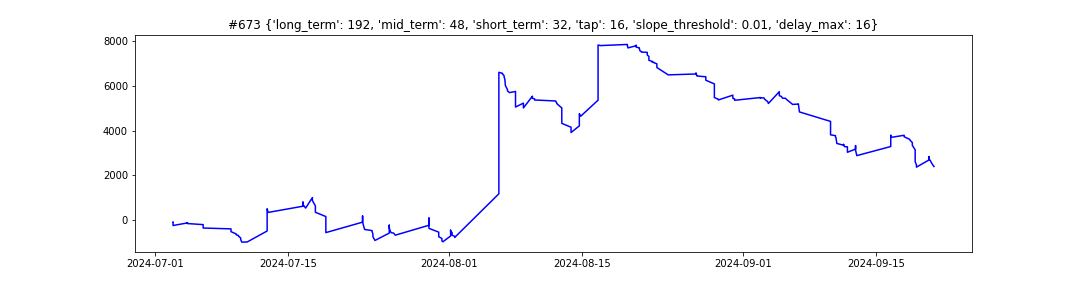 #673 {'long_term': 192, 'mid_term': 48, 'short_term': 32, 'tap': 16, 'slope_threshold': 0.01, 'delay_max': 16}
8000
6000
4000
2000
0
2024-07-01 2024-07-15 2024-08-01 2024-08-15 2024-09-01 2024-09-15